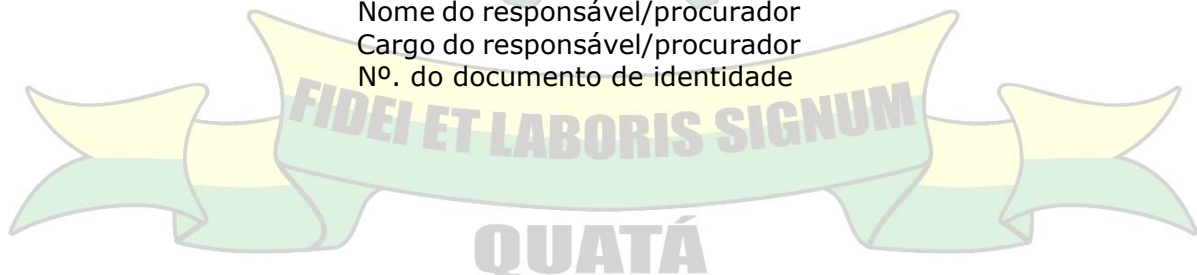 Nome do responsável/procurador
Cargo do responsável/procurador
Nº. do documento de identidade
FIDEI ET LABORIS SIGNUM
QUATÁ